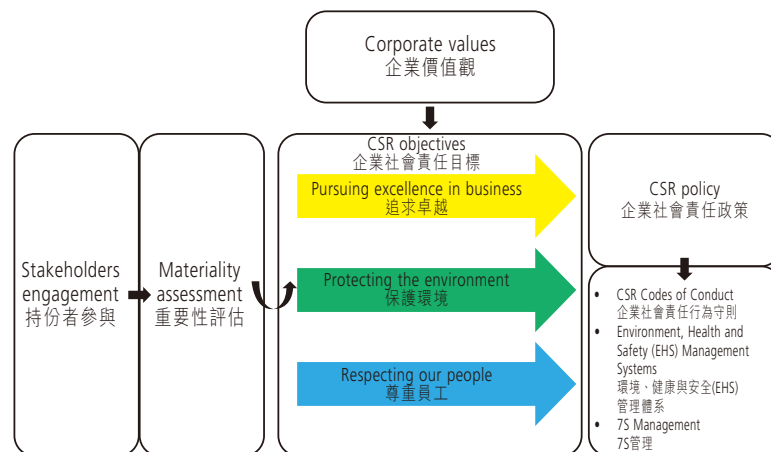 Corporate values
企業價值觀
Stakeholders
engagement
持份者參與
Materiality
assessment
重要性評估
CSR objectives
企業社會責任目標
Pursuing excellence in business
追求卓越
Protecting the environment
保護環境
Respecting our people
尊重員工
CSR policy
企業社會責任政策
• CSR Codes of Conduct
企業社會責任行為守則
• Environment, Health and
Safety (EHS) Management
Systems
環境、健康與安全(EHS)
管理體系
• 7S Management
7S管理